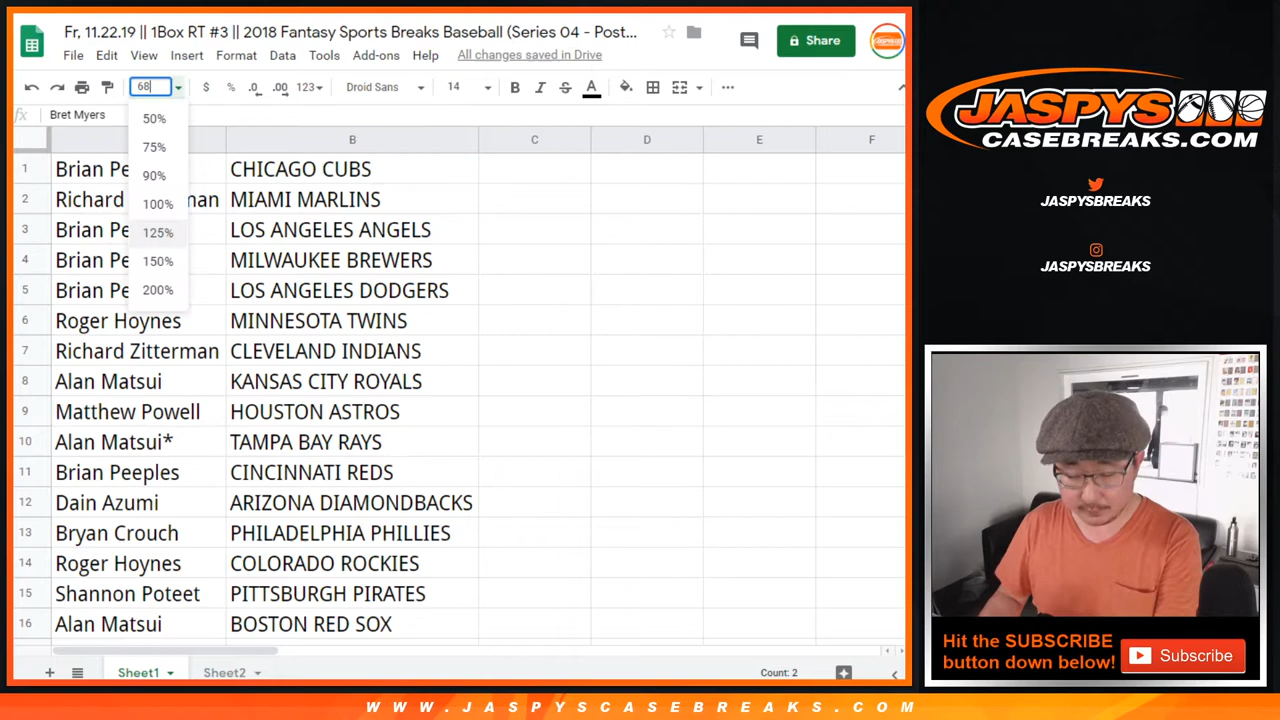 Fr, 11.22.19 || 1Box RT #3 || 2018 Fantasy Sports Breaks Baseball (Series 04 - Post...
File Edit View Insert Format Data Tools Add-ons Help All changes saved in Drive
Share
68 $ % .0 .00 123 Droid Sans 14 B I S A
fx Bret Myers
50%
75%
90%
100%
125%
150%
200%
B C D E F
1 Brian Pe CHICAGO CUBS
2 Richard man MIAMI MARLINS
3 Brian Pe LOS ANGELES ANGELS
4 Brian Pe MILWAUKEE BREWERS
5 Brian Pe LOS ANGELES DODGERS
6 Roger Hoynes MINNESOTA TWINS
7 Richard Zitterman CLEVELAND INDIANS
8 Alan Matsui KANSAS CITY ROYALS
9 Matthew Powell HOUSTON ASTROS
10 Alan Matsui* TAMPA BAY RAYS
11 Brian Peeples CINCINNATI REDS
12 Dain Azumi ARIZONA DIAMONDBACKS
13 Bryan Crouch PHILADELPHIA PHILLIES
14 Roger Hoynes COLORADO ROCKIES
15 Shannon Poteet PITTSBURGH PIRATES
16 Alan Matsui BOSTON RED SOX
Sheet1 Sheet2 Count: 2
JASPYS
CASEBREAKS.COM
JASPYSBREAKS
JASPYSBREAKS
Hit the SUBSCRIBE
button down below!
Subscribe
WWW.JASPYSCASEBREAKS.COM